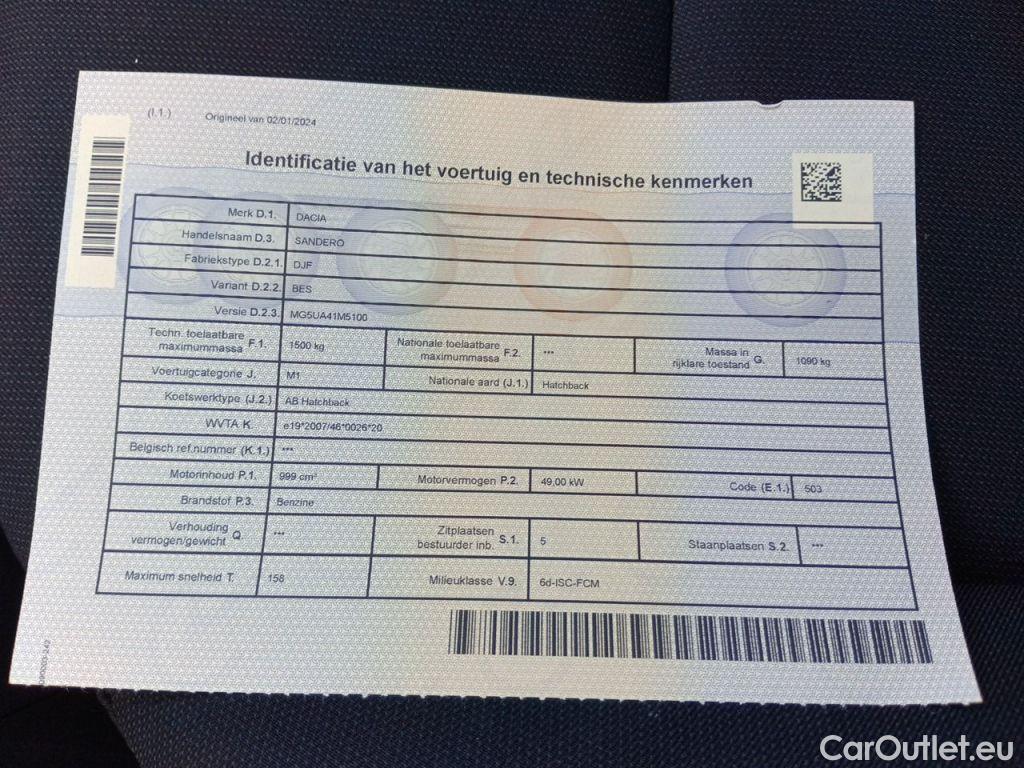 (I.1.)
Origineel van 02/01/2024
Identificatie van het voertuig en technische kenmerken
Merk D.1. DACIA
Handelsnaam D.3. SANDERO
Fabriekstype D.2.1. DJF
Variant D.2.2. BES
Versie D.2.3. MG5UA41M5100
Techn. toelaatbare maximummassa F.1. 1500 kg Nationale toelaatbare maximummassa F.2. *** Massa in rijklare toestand G. 1090 kg
Voertuigcategorie J. M1 Nationale aard (J.1.) Hatchback
Koetswerktype (J.2.) AB Hatchback
WVTA K. e19*2007/46*0026*20
Belgisch ref.nummer (K.1.) ***
Motorinhoud P.1. 999 cm³ Motorvermogen P.2. 49,00 kW Code (E.1.) 503
Brandstof P.3. Benzine
Verhouding vermogen/gewicht Q. *** Zitplaatsen bestuurder inb. S.1. 5 Staanplaatsen S.2. ***
Maximum snelheid T. 158 Milieuklasse V.9. 6d-ISC-FCM
CarOutlet.eu